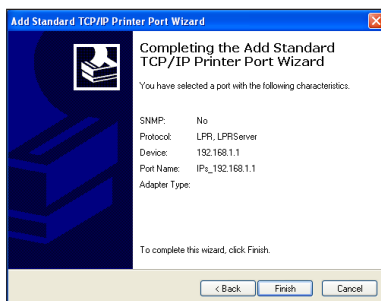 Add Standard TCP/IP Printer Port Wizard
Completing the Add Standard
TCP/IP Printer Port Wizard
You have selected a port with the following characteristics.
SNMP: No
Protocol: LPR, LPRServer
Device: 192.168.1.1
Port Name: IPs_192.168.1.1
Adapter Type:
To complete this wizard, click Finish.
< Back Finish Cancel